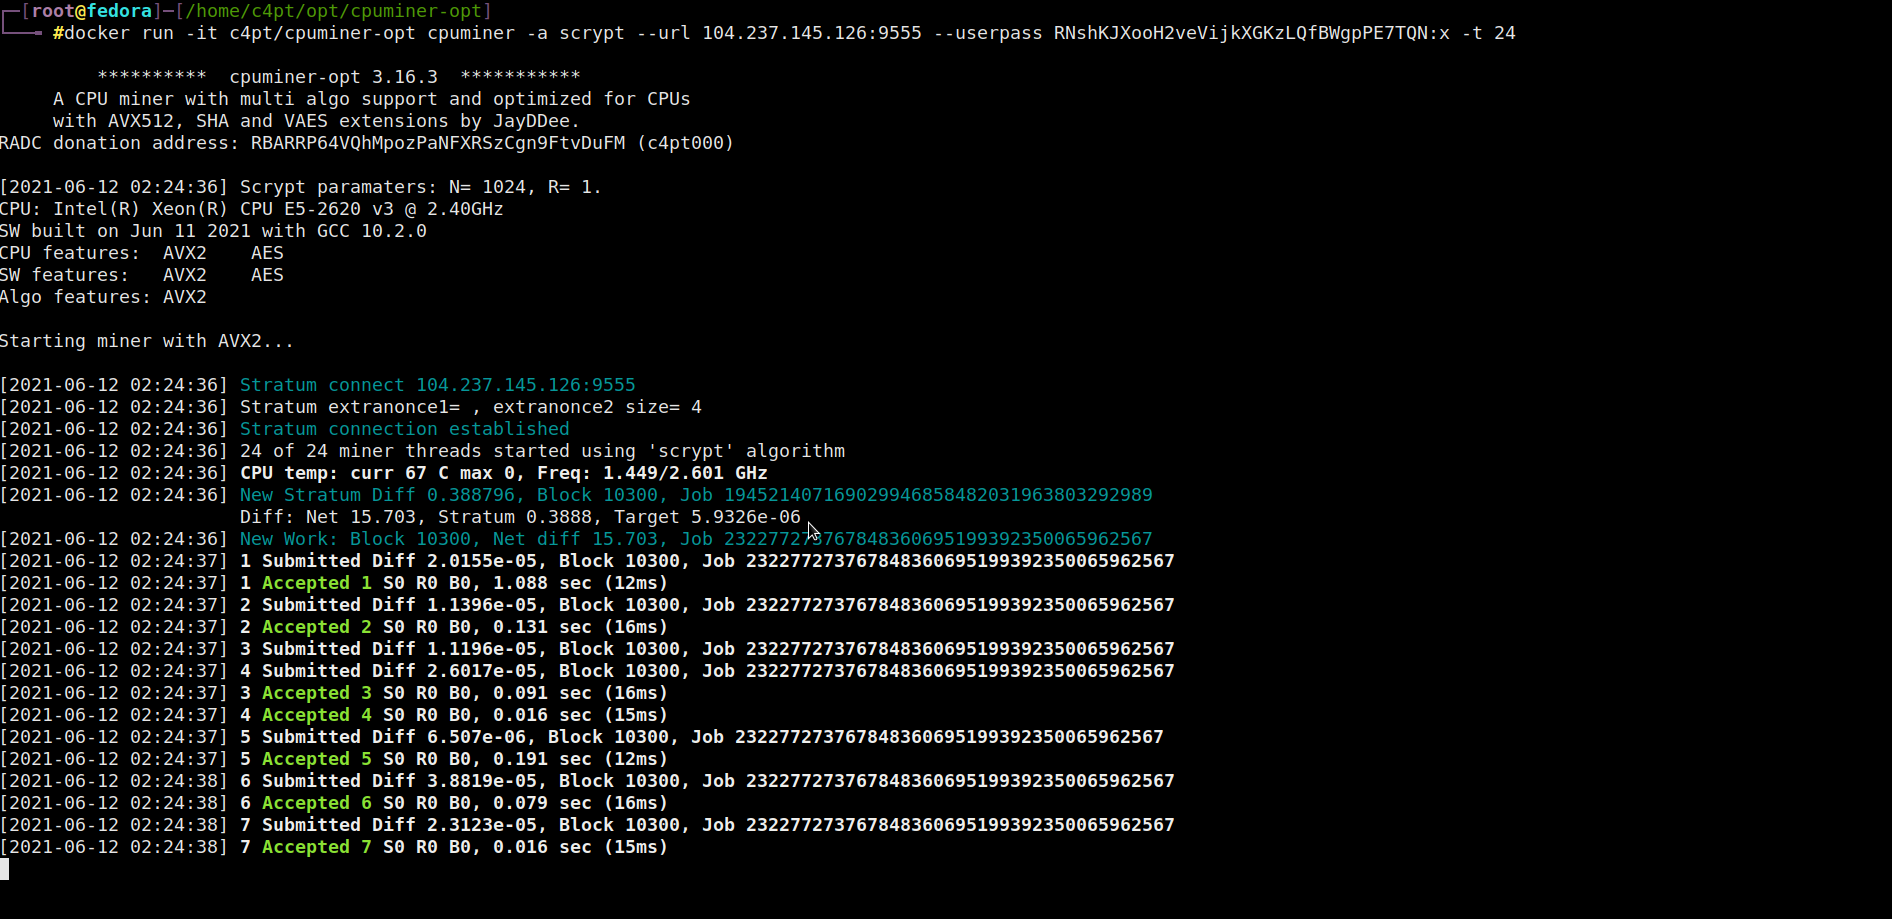 [root@fedora]─[/home/c4pt/opt/cpuminer-opt]
#docker run -it c4pt/cpuminer-opt cpuminer -a scrypt --url 104.237.145.126:9555 --userpass RNshKJXooH2veVijkXGKzLQfBWgpPE7TQN:x -t 24
********** cpuminer-opt 3.16.3 ***********
A CPU miner with multi algo support and optimized for CPUs
with AVX512, SHA and VAES extensions by JayDDee.
RADC donation address: RBARRP64VQhMpozPaNFXRSzCgn9FtvDuFM (c4pt000)
[2021-06-12 02:24:36] Scrypt paramaters: N= 1024, R= 1.
CPU: Intel(R) Xeon(R) CPU E5-2620 v3 @ 2.40GHz
SW built on Jun 11 2021 with GCC 10.2.0
CPU features: AVX2 AES
SW features: AVX2 AES
Algo features: AVX2
Starting miner with AVX2...
[2021-06-12 02:24:36] Stratum connect 104.237.145.126:9555
[2021-06-12 02:24:36] Stratum extranonce1= , extranonce2 size= 4
[2021-06-12 02:24:36] Stratum connection established
[2021-06-12 02:24:36] 24 of 24 miner threads started using 'scrypt' algorithm
[2021-06-12 02:24:36] CPU temp: curr 67 C max 0, Freq: 1.449/2.601 GHz
[2021-06-12 02:24:36] New Stratum Diff 0.388796, Block 10300, Job 194521407169029946858482031963803292989
Diff: Net 15.703, Stratum 0.3888, Target 5.9326e-06
[2021-06-12 02:24:36] New Work: Block 10300, Net diff 15.703, Job 232277273767848360695199392350065962567
[2021-06-12 02:24:37] 1 Submitted Diff 2.0155e-05, Block 10300, Job 232277273767848360695199392350065962567
[2021-06-12 02:24:37] 1 Accepted 1 S0 R0 B0, 1.088 sec (12ms)
[2021-06-12 02:24:37] 2 Submitted Diff 1.1396e-05, Block 10300, Job 232277273767848360695199392350065962567
[2021-06-12 02:24:37] 2 Accepted 2 S0 R0 B0, 0.131 sec (16ms)
[2021-06-12 02:24:37] 3 Submitted Diff 1.1196e-05, Block 10300, Job 232277273767848360695199392350065962567
[2021-06-12 02:24:37] 4 Submitted Diff 2.6017e-05, Block 10300, Job 232277273767848360695199392350065962567
[2021-06-12 02:24:37] 3 Accepted 3 S0 R0 B0, 0.091 sec (16ms)
[2021-06-12 02:24:37] 4 Accepted 4 S0 R0 B0, 0.016 sec (15ms)
[2021-06-12 02:24:37] 5 Submitted Diff 6.507e-06, Block 10300, Job 232277273767848360695199392350065962567
[2021-06-12 02:24:37] 5 Accepted 5 S0 R0 B0, 0.191 sec (12ms)
[2021-06-12 02:24:38] 6 Submitted Diff 3.8819e-05, Block 10300, Job 232277273767848360695199392350065962567
[2021-06-12 02:24:38] 6 Accepted 6 S0 R0 B0, 0.079 sec (16ms)
[2021-06-12 02:24:38] 7 Submitted Diff 2.3123e-05, Block 10300, Job 232277273767848360695199392350065962567
[2021-06-12 02:24:38] 7 Accepted 7 S0 R0 B0, 0.016 sec (15ms)